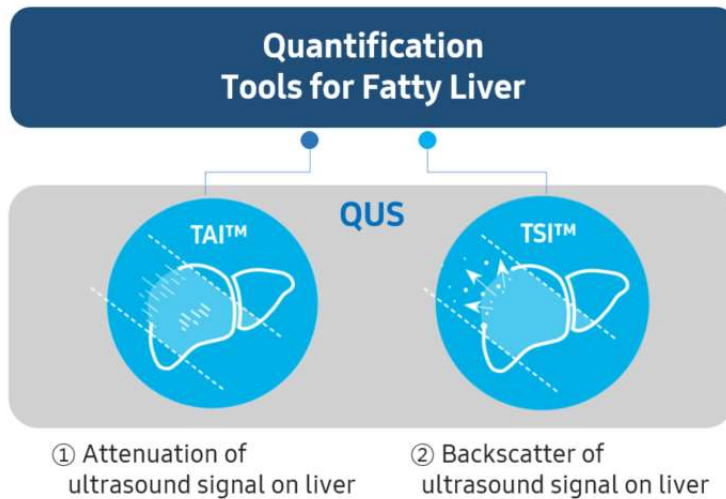 Quantification
Tools for Fatty Liver
QUS
TAI™
TSI™
① Attenuation of
ultrasound signal on liver
② Backscatter of
ultrasound signal on liver